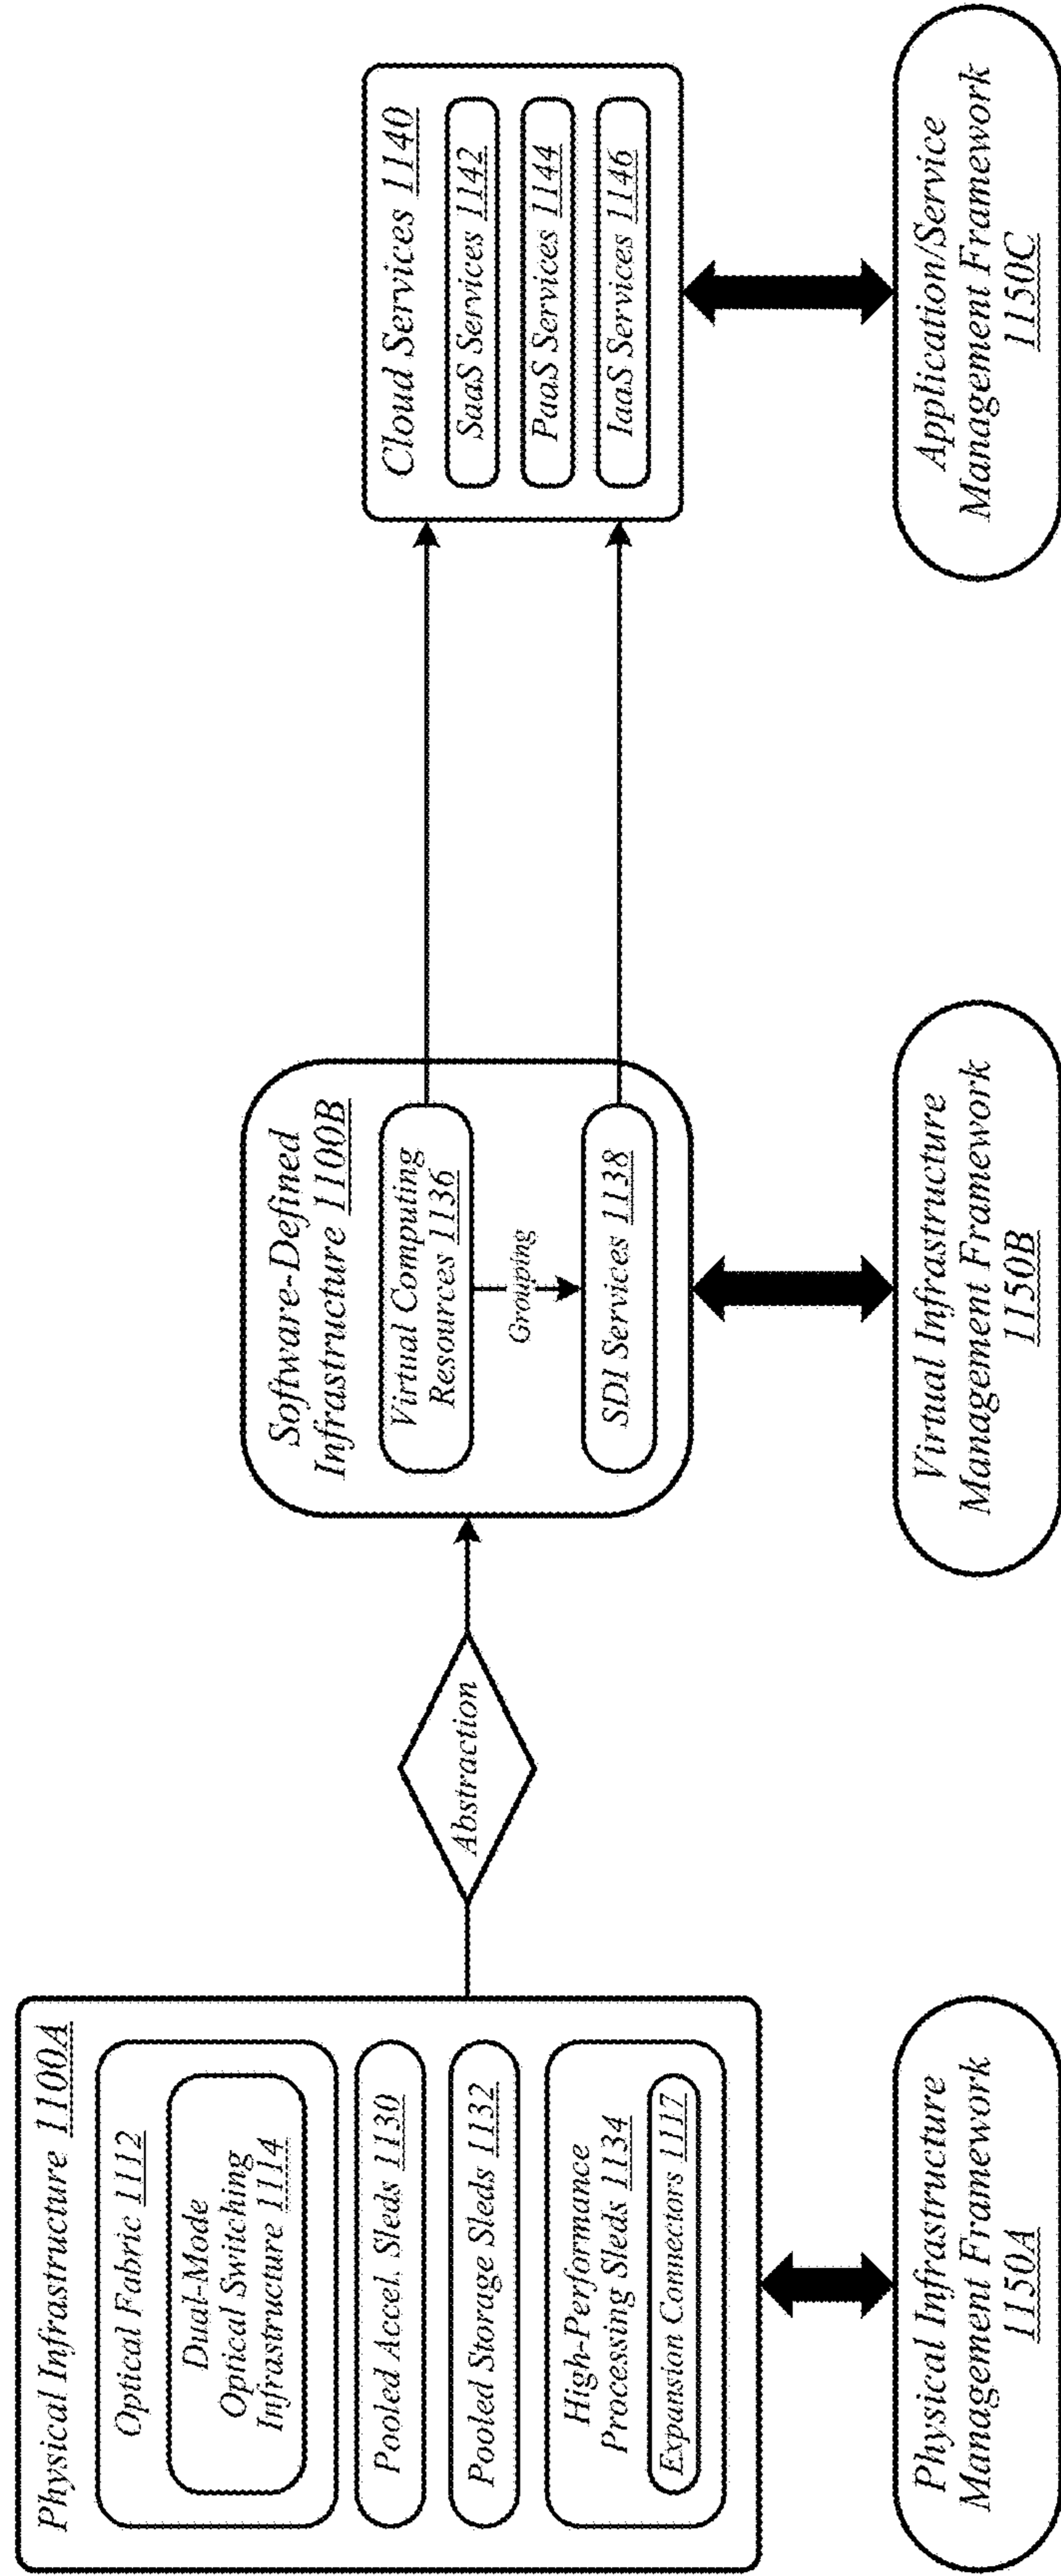 Physical Infrastructure 1100A
Optical Fabric 1112
Dual-Mode
Optical Switching
Infrastructure 1114
Pooled Accel. Sleds 1130
Pooled Storage Sleds 1132
High-Performance
Processing Sleds 1134
Expansion Connectors 1117
Physical Infrastructure
Management Framework
1150A
Abstraction
Software-Defined
Infrastructure 1100B
Virtual Computing
Resources 1136
Grouping
SDI Services 1138
Virtual Infrastructure
Management Framework
1150B
Cloud Services 1140
SaaS Services 1142
PaaS Services 1144
IaaS Services 1146
Application/Service
Management Framework
1150C